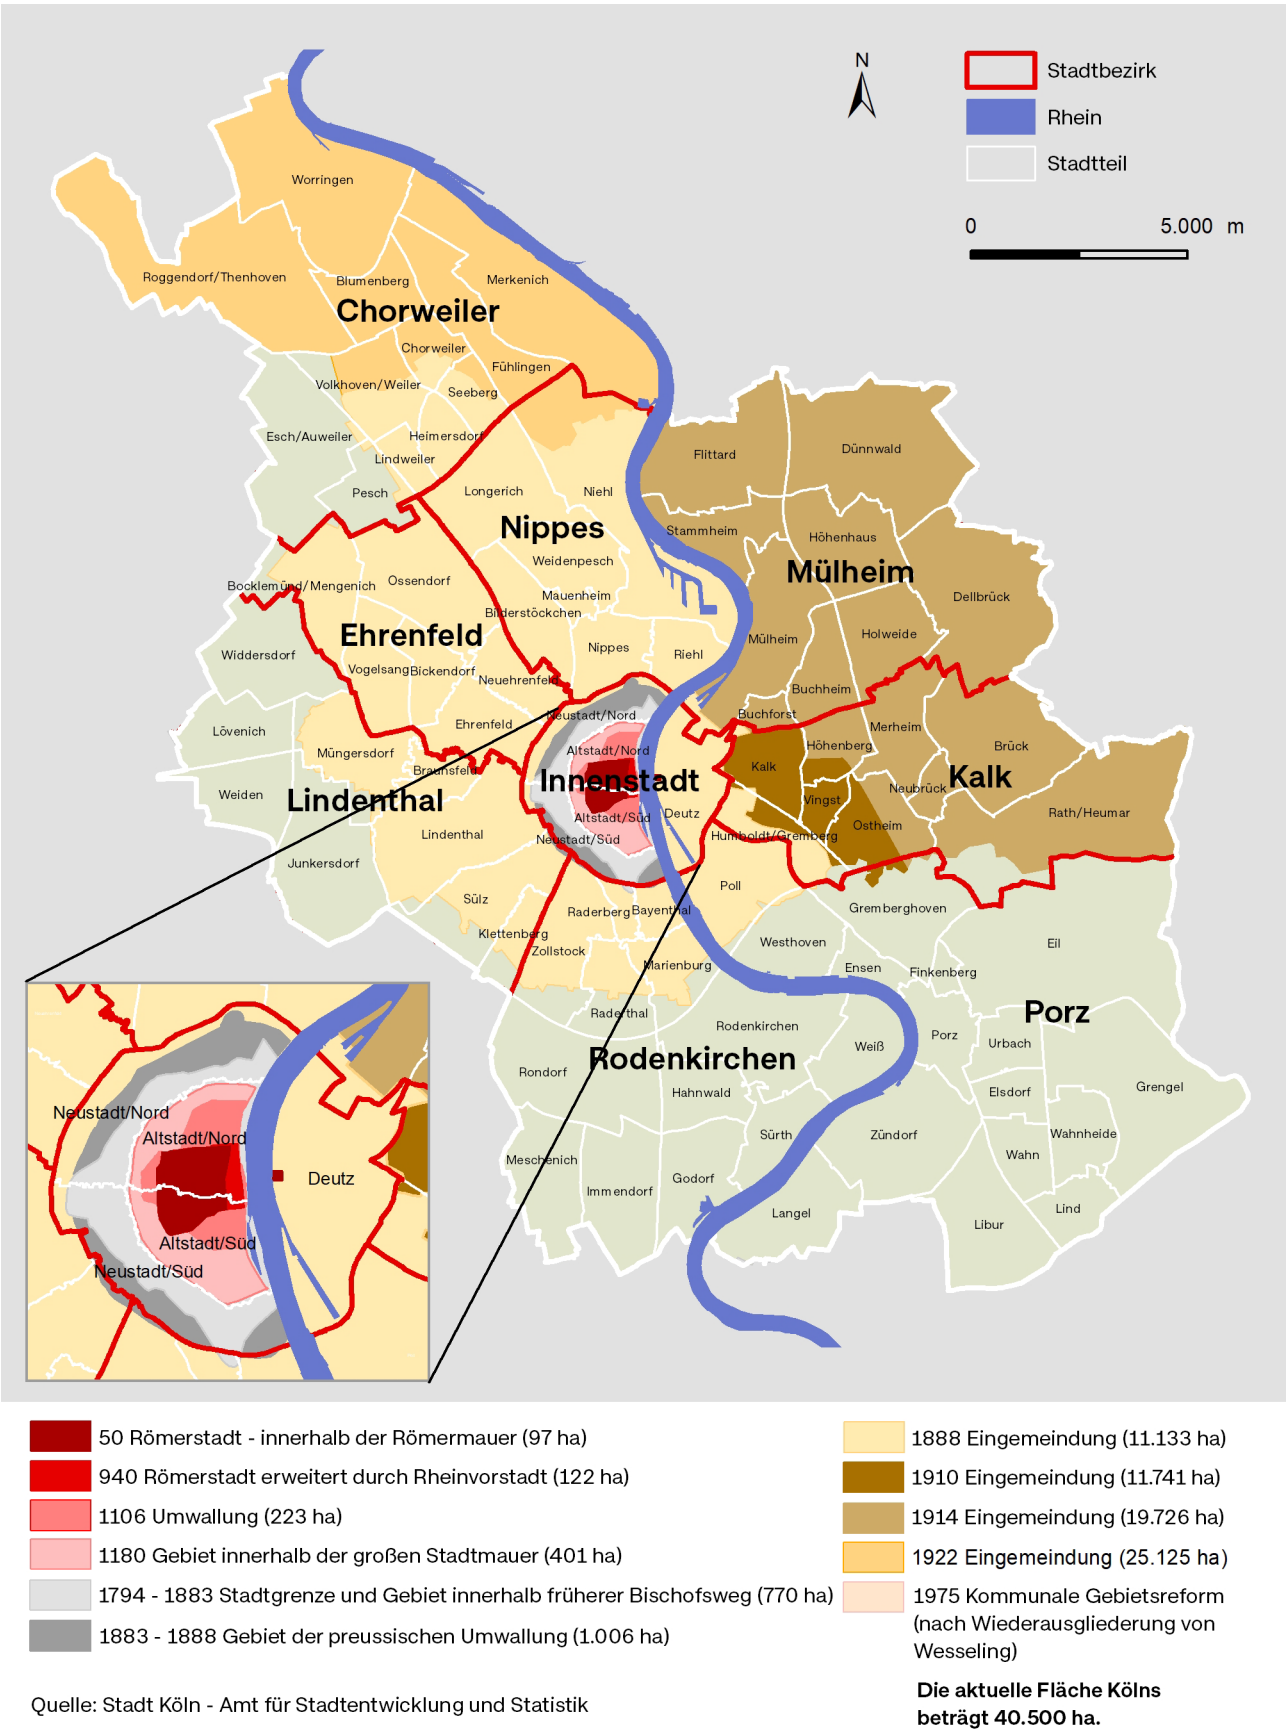 N
Stadtbezirk
Rhein
Stadtteil
0 5.000 m
Worringen
Roggendorf/Thenhoven
Blumenberg
Merkenich
Chorweiler
Chorweiler
Fühlingen
Volkhoven/Weiler
Seeberg
Esch/Auweiler
Heimersdorf
Lindweiler
Pesch
Longerich
Niehl
Nippes
Flittard
Dünnwald
Stammheim
Höhenhaus
Mülheim
Weidenpesch
Bocklemünd/Mengenich
Ossendorf
Mauenheim
Bilderstöckchen
Dellbrück
Ehrenfeld
Widdersdorf
Nippes
Riehl
Mülheim
Holweide
Vogelsang
Bickendorf
Neuehrenfeld
Buchheim
Neustadt/Nord
Buchforst
Ehrenfeld
Lövenich
Merheim
Müngersdorf
Altstadt/Nord
Höhenberg
Brück
Braunsfeld
Innenstadt
Kalk
Kalk
Weiden
Lindenthal
Neubrück
Vingst
Altstadt/Süd
Deutz
Rath/Heumar
Ostheim
Lindenthal
Neustadt/Süd
Humboldt/Gremberg
Junkersdorf
Poll
Sülz
Raderberg
Bayenthal
Gremberghoven
Klettenberg
Zollstock
Westhoven
Eil
Marienburg
Ensen
Finkenberg
Raderthal
Rodenkirchen
Porz
Porz
Urbach
Weiß
Rodenkirchen
Rondorf
Hahnwald
Elsdorf
Grengel
Sürth
Zündorf
Wahnheide
Meschenich
Wahn
Immendorf
Godorf
Langel
Lind
Libur
Neustadt/Nord
Altstadt/Nord
Deutz
Altstadt/Süd
Neustadt/Süd
50 Römerstadt - innerhalb der Römermauer (97 ha)
940 Römerstadt erweitert durch Rheinvorstadt (122 ha)
1106 Umwallung (223 ha)
1180 Gebiet innerhalb der großen Stadtmauer (401 ha)
1794 - 1883 Stadtgrenze und Gebiet innerhalb früherer Bischofsweg (770 ha)
1883 - 1888 Gebiet der preussischen Umwallung (1.006 ha)
1888 Eingemeindung (11.133 ha)
1910 Eingemeindung (11.741 ha)
1914 Eingemeindung (19.726 ha)
1922 Eingemeindung (25.125 ha)
1975 Kommunale Gebietsreform
(nach Wiederausgliederung von
Wesseling)
Quelle: Stadt Köln - Amt für Stadtentwicklung und Statistik
Die aktuelle Fläche Kölns
beträgt 40.500 ha.